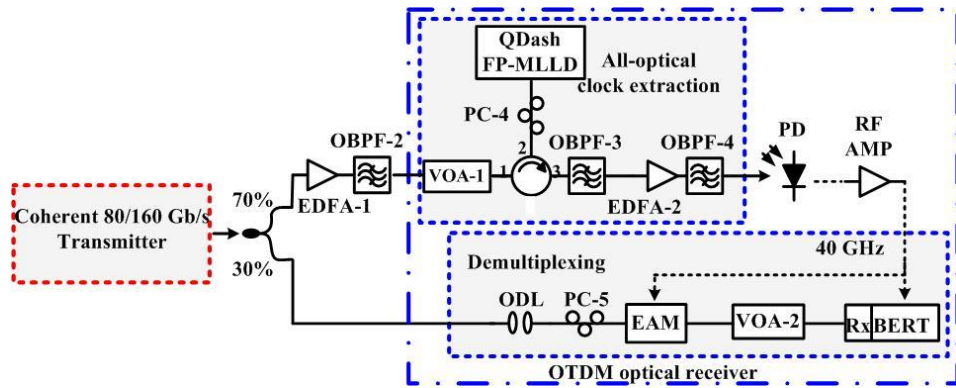 QDash
FP-MLLD
All-optical
clock extraction
PC-4
OBPF-2
OBPF-3
OBPF-4
PD
RF
AMP
2
1
3
VOA-1
EDFA-1
EDFA-2
70%
Coherent 80/160 Gb/s
Transmitter
30%
40 GHz
Demultiplexing
ODL
PC-5
EAM
VOA-2
Rx BERT
OTDM optical receiver